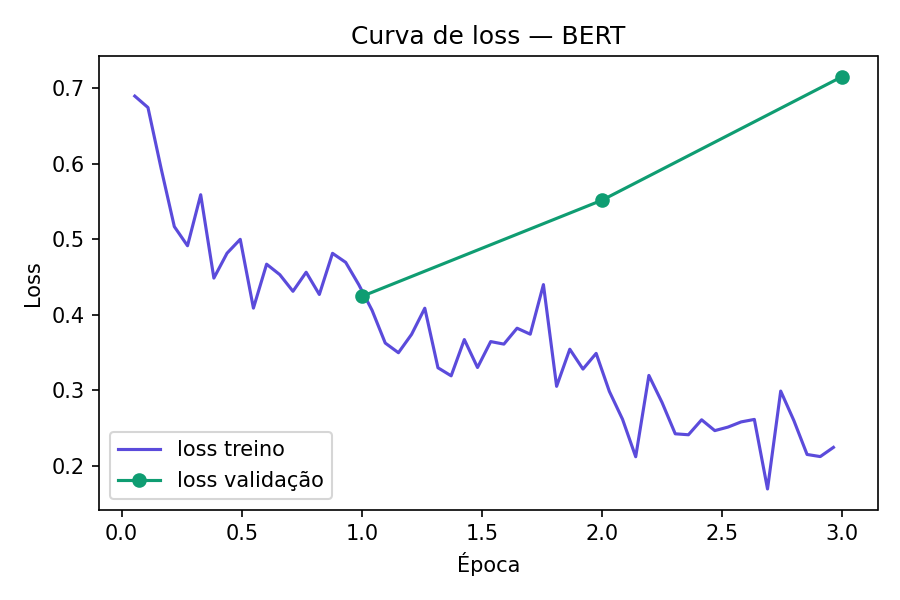 Curva de loss — BERT
Loss
0.7
0.6
0.5
0.4
0.3
0.2
loss treino
loss validação
0.0 0.5 1.0 1.5 2.0 2.5 3.0
Época